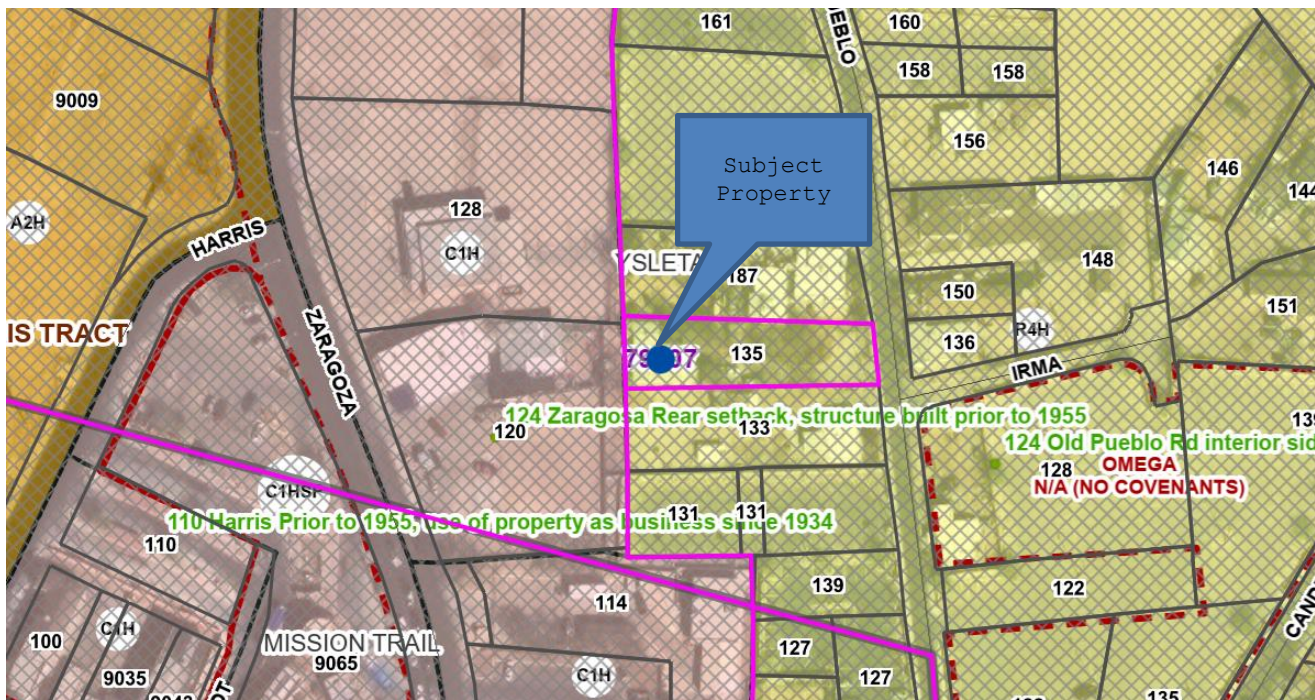 161
EBLO
160
158
158
9009
156
Subject
Property
146
144
128
A2H
HARRIS
C1H
YSLETA
187
148
150
151
ZARAGOZA
IS TRACT
R4H
136
135
IRMA
124 Zaragosa Rear setback, structure built prior to 1955
120
133
139
124 Old Pueblo Rd interior sid
128
OMEGA
N/A (NO COVENANTS)
C1HSP
131
131
110 Harris Prior to 1955, use of property as business since 1934
110
139
122
114
CAND
100
C1H
MISSION TRAIL
9065
127
9035
C1H
127
135